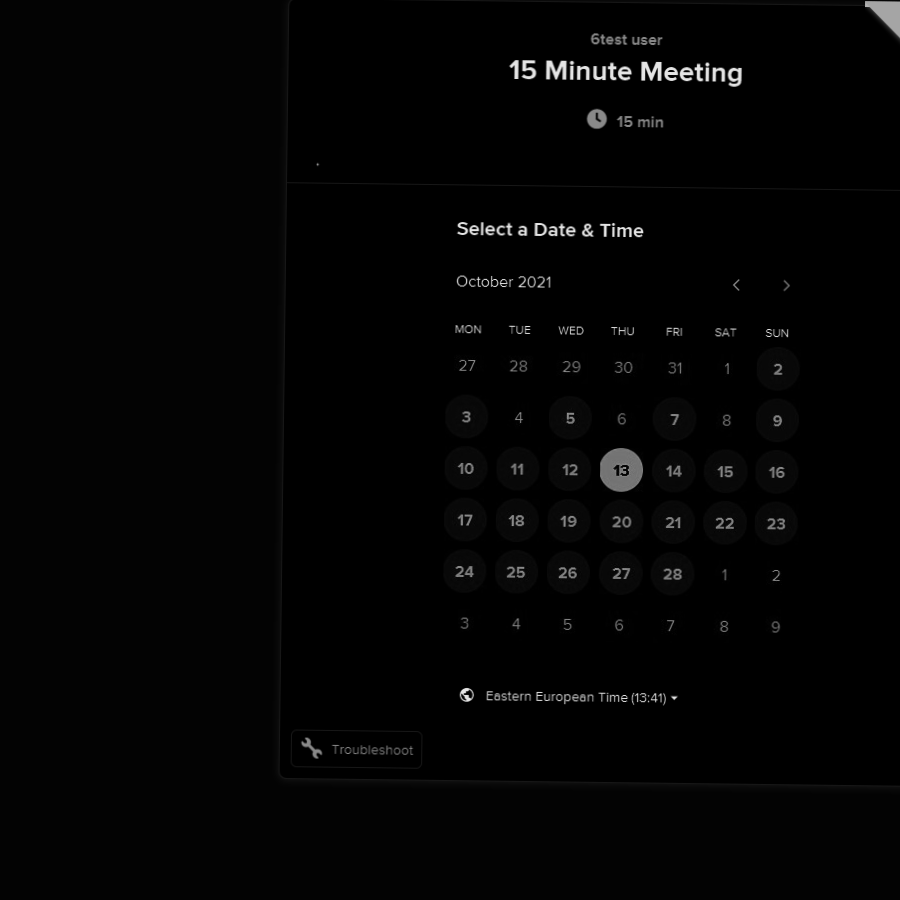 6test user
15 Minute Meeting
15 min
Select a Date & Time
October 2021
MON TUE WED THU FRI SAT SUN
27 28 29 30 31 1 2
3 4 5 6 7 8 9
10 11 12 13 14 15 16
17 18 19 20 21 22 23
24 25 26 27 28 1 2
3 4 5 6 7 8 9
Eastern European Time (13:41)
Troubleshoot